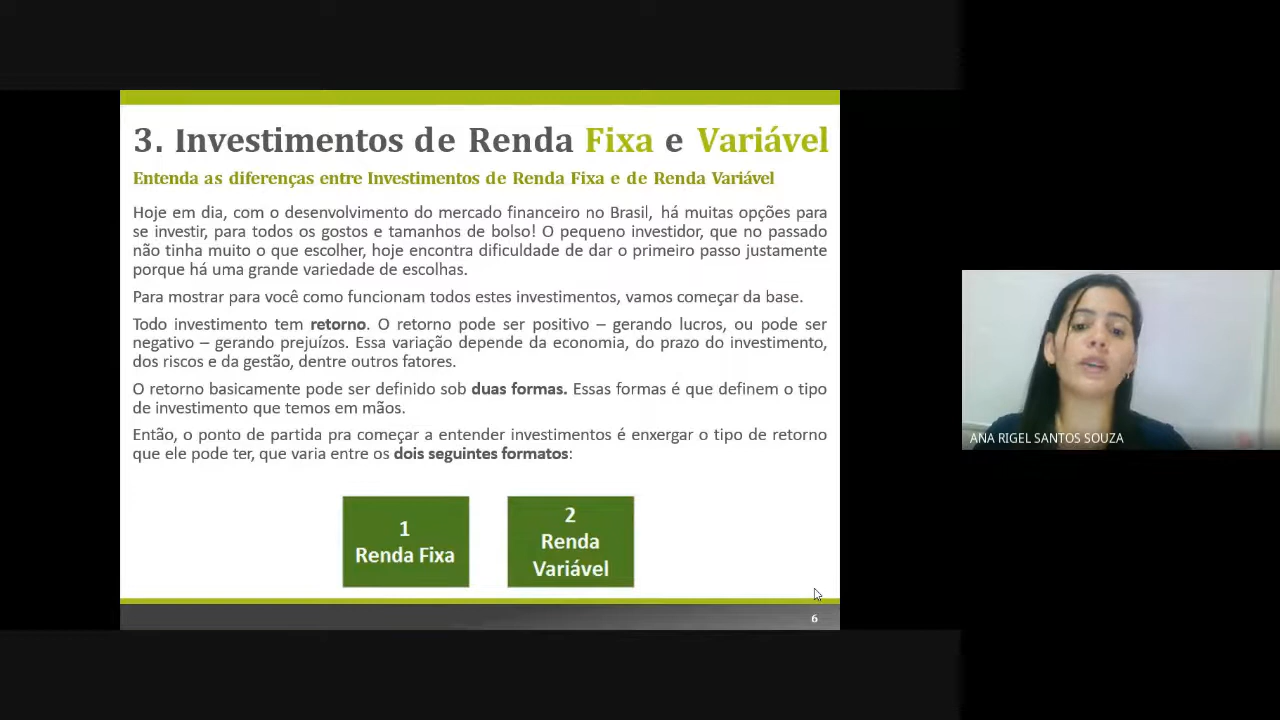 3. Investimentos de Renda Fixa e Variável
Entenda as diferenças entre Investimentos de Renda Fixa e de Renda Variável
Hoje em dia, com o desenvolvimento do mercado financeiro no Brasil, há muitas opções para
se investir, para todos os gostos e tamanhos de bolso! O pequeno investidor, que no passado
não tinha muito o que escolher, hoje encontra dificuldade de dar o primeiro passo justamente
porque há uma grande variedade de escolhas.
Para mostrar para você como funcionam todos estes investimentos, vamos começar da base.
Todo investimento tem retorno. O retorno pode ser positivo – gerando lucros, ou pode ser
negativo – gerando prejuízos. Essa variação depende da economia, do prazo do investimento,
dos riscos e da gestão, dentre outros fatores.
O retorno basicamente pode ser definido sob duas formas. Essas formas é que definem o tipo
de investimento que temos em mãos.
Então, o ponto de partida pra começar a entender investimentos é enxergar o tipo de retorno
que ele pode ter, que varia entre os dois seguintes formatos:
1
Renda Fixa
2
Renda
Variável
6
ANA RIGEL SANTOS SOUZA